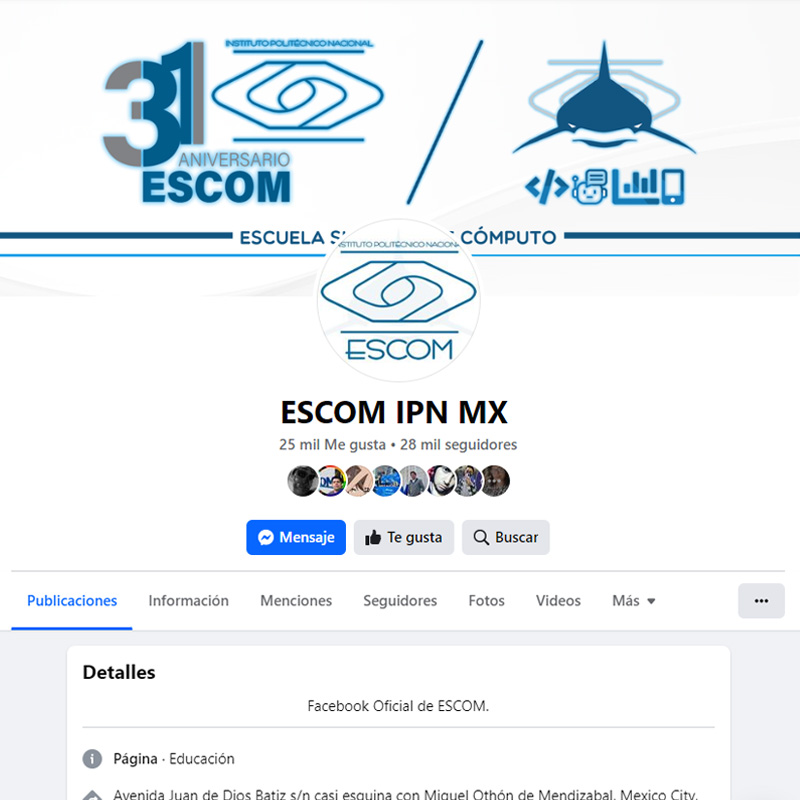 31
INSTITUTO POLITÉCNICO NACIONAL
ANIVERSARIO
ESCOM
</>
ESCUELA S CÓMPUTO
INSTITUTO POLITÉCNICO NACIONAL
ESCOM
ESCOM IPN MX
25 mil Me gusta • 28 mil seguidores
Mensaje Te gusta Buscar
Publicaciones Información Menciones Seguidores Fotos Videos Más
Detalles
Facebook Oficial de ESCOM.
Página · Educación
Avenida Juan de Dios Batiz s/n casi esquina con Miguel Othón de Mendizabal, Mexico City,